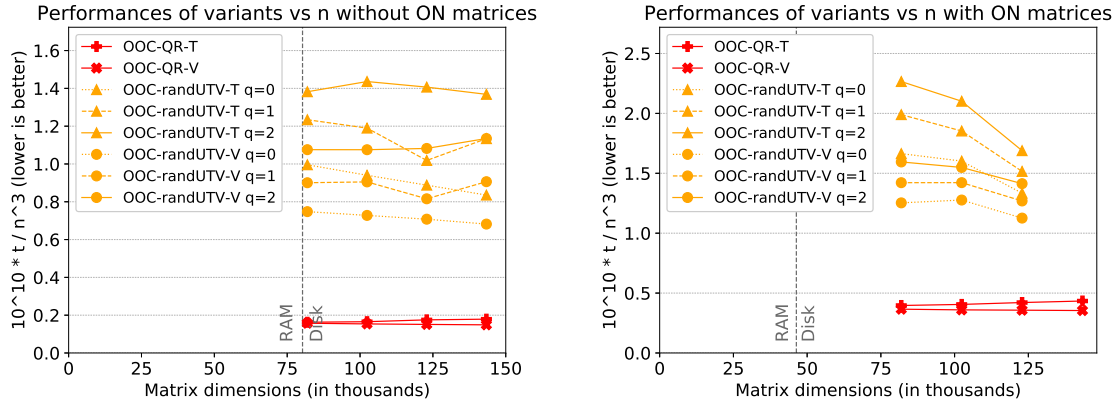 Performances of variants vs n without ON matrices
10^10 * t / n^3 (lower is better)
1.6
1.4
1.2
1.0
0.8
0.6
0.4
0.2
0.0
OOC-QR-T
OOC-QR-V
OOC-randUTV-T q=0
OOC-randUTV-T q=1
OOC-randUTV-T q=2
OOC-randUTV-V q=0
OOC-randUTV-V q=1
OOC-randUTV-V q=2
RAM
Disk
0 25 50 75 100 125 150
Matrix dimensions (in thousands)
Performances of variants vs n with ON matrices
10^10 * t / n^3 (lower is better)
2.5
2.0
1.5
1.0
0.5
0.0
OOC-QR-T
OOC-QR-V
OOC-randUTV-T q=0
OOC-randUTV-T q=1
OOC-randUTV-T q=2
OOC-randUTV-V q=0
OOC-randUTV-V q=1
OOC-randUTV-V q=2
RAM
Disk
0 25 50 75 100 125
Matrix dimensions (in thousands)